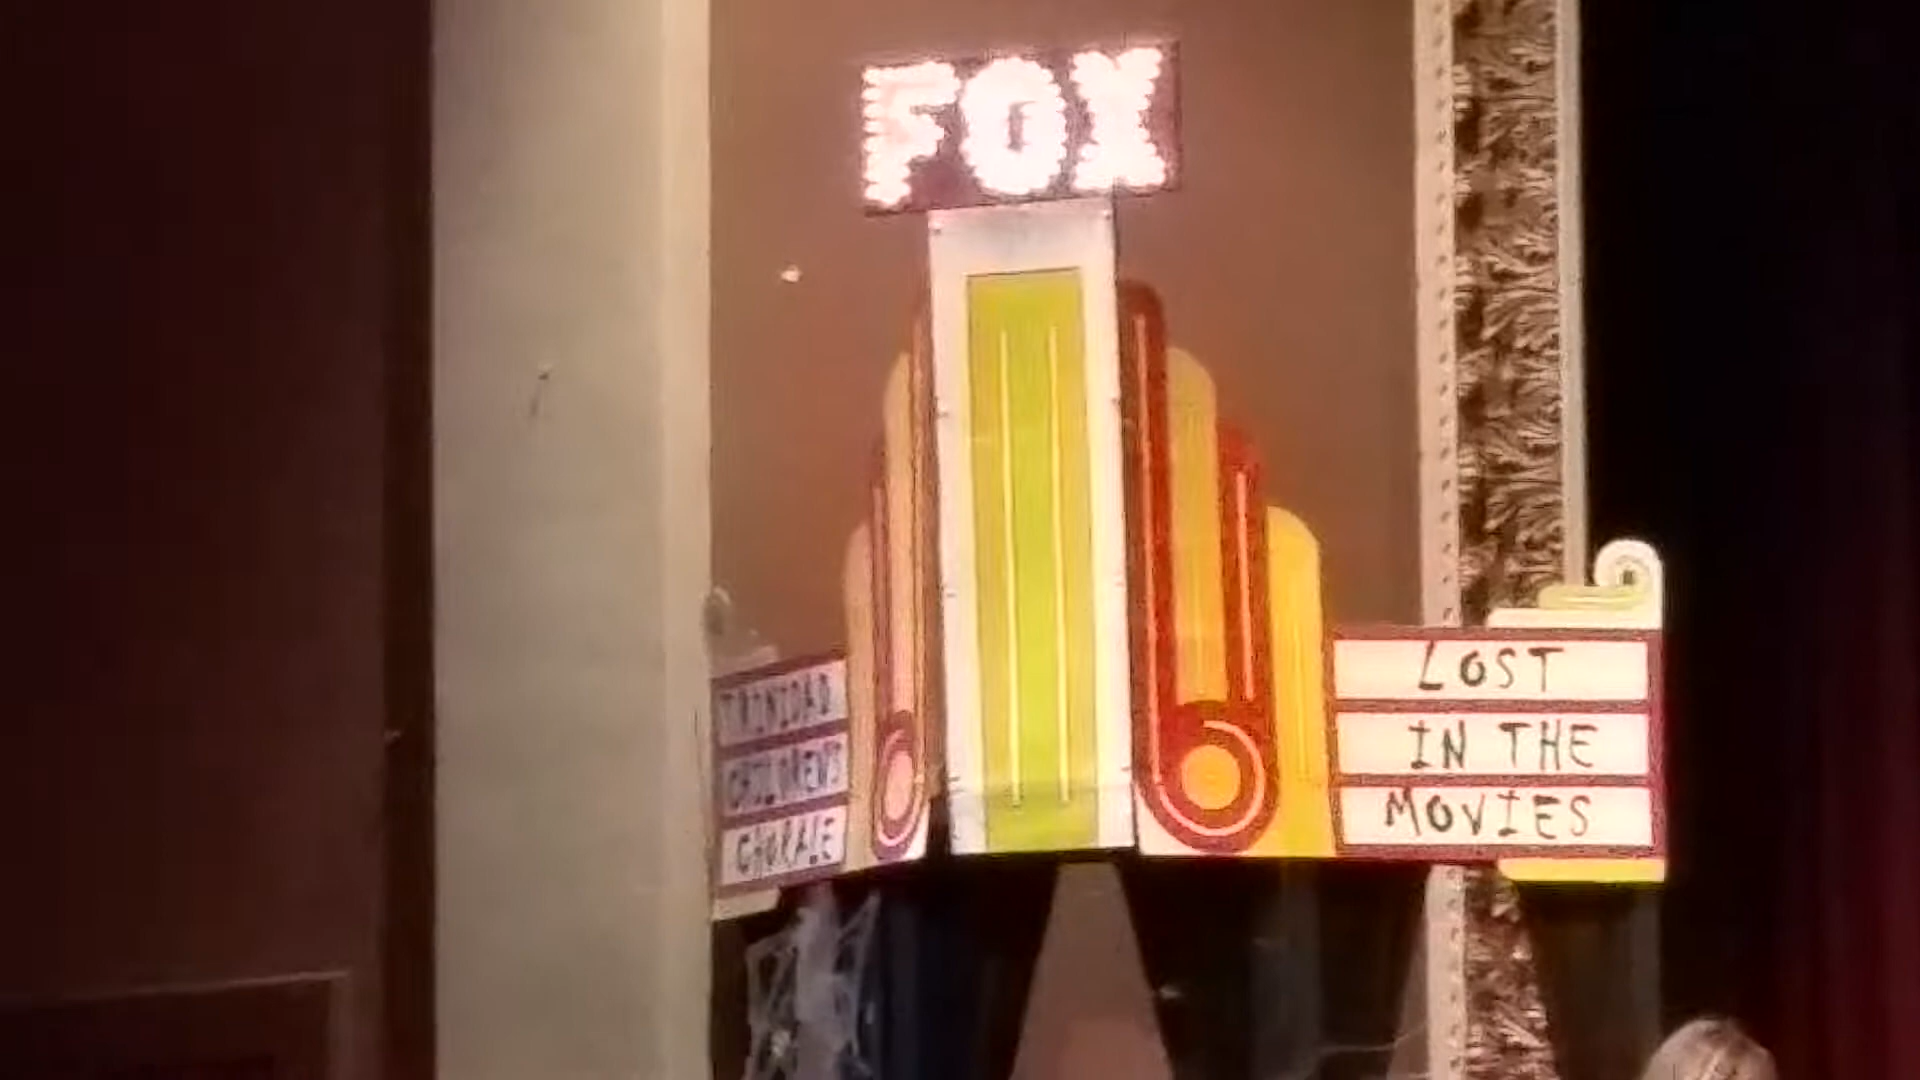 FOX
TRINIDAD
CHILDREN'S
CHORALE
LOST
IN THE
MOVIES